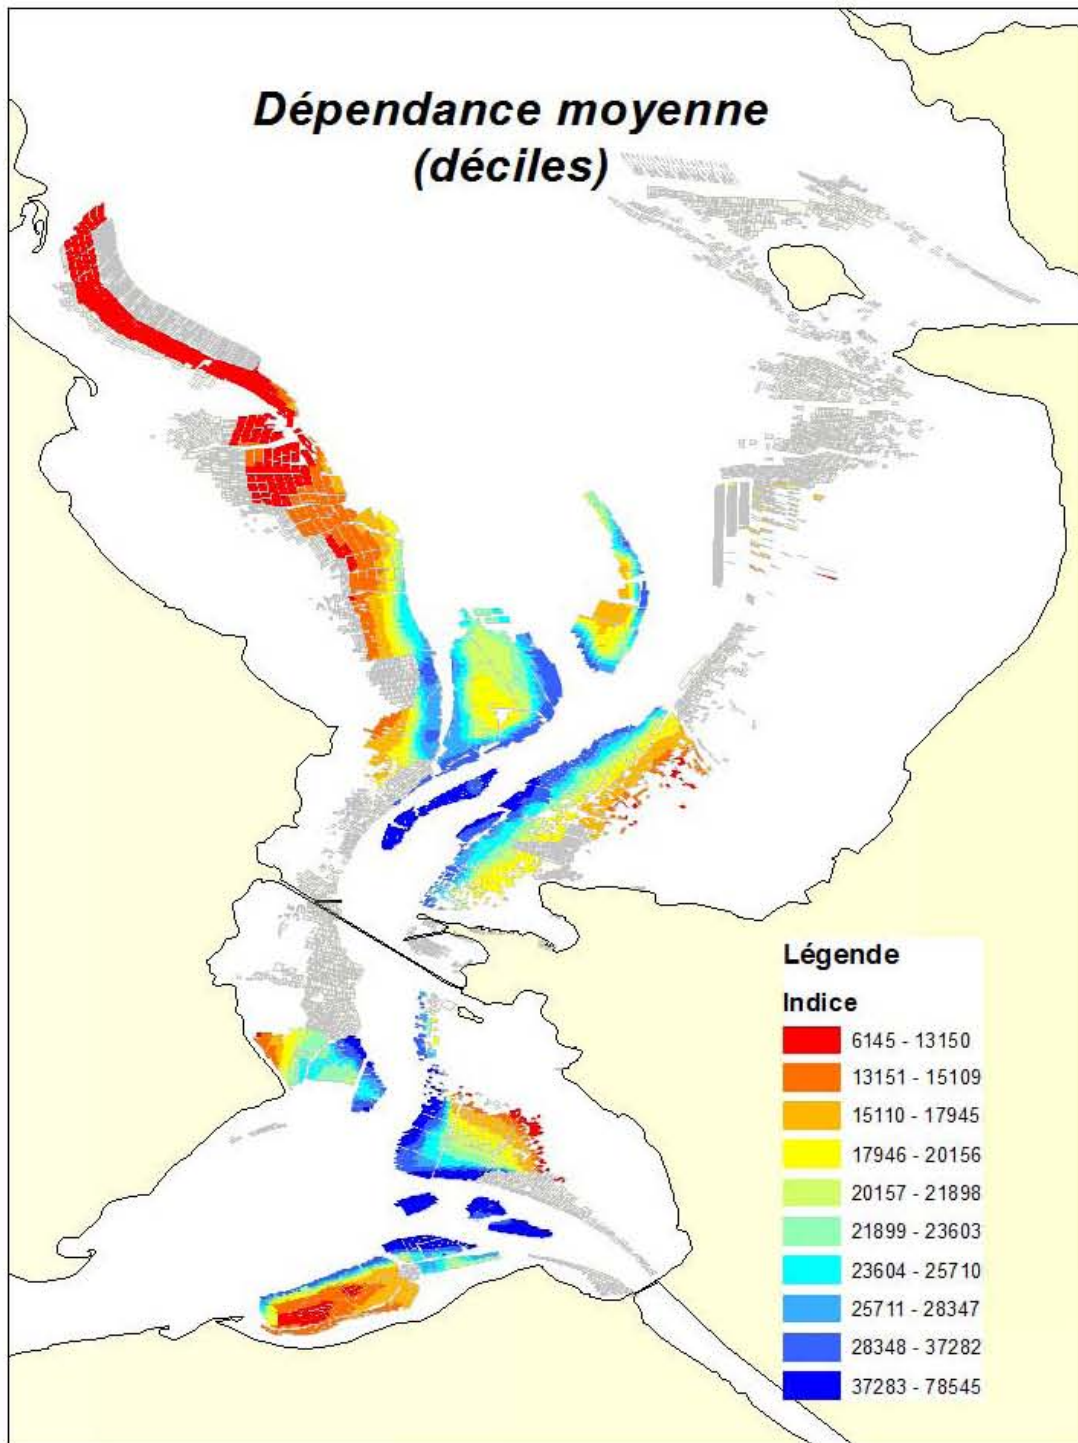 Dépendance moyenne
(déciles)
Légende
Indice
6145 - 13150
13151 - 15109
15110 - 17945
17946 - 20156
20157 - 21898
21899 - 23603
23604 - 25710
25711 - 28347
28348 - 37282
37283 - 78545